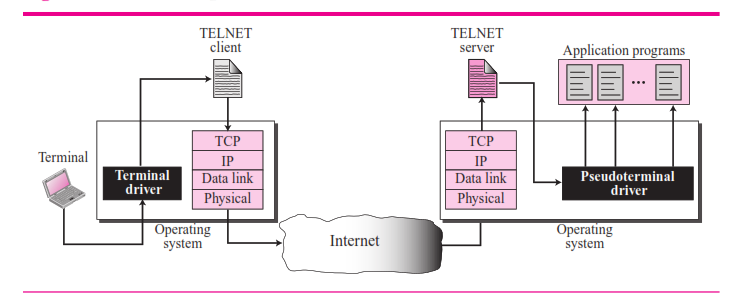 TELNET
client
TELNET
server
Application programs
...
Terminal
Terminal
driver
TCP
IP
Data link
Physical
TCP
IP
Data link
Physical
Pseudoterminal
driver
Operating
system
Internet
Operating
system